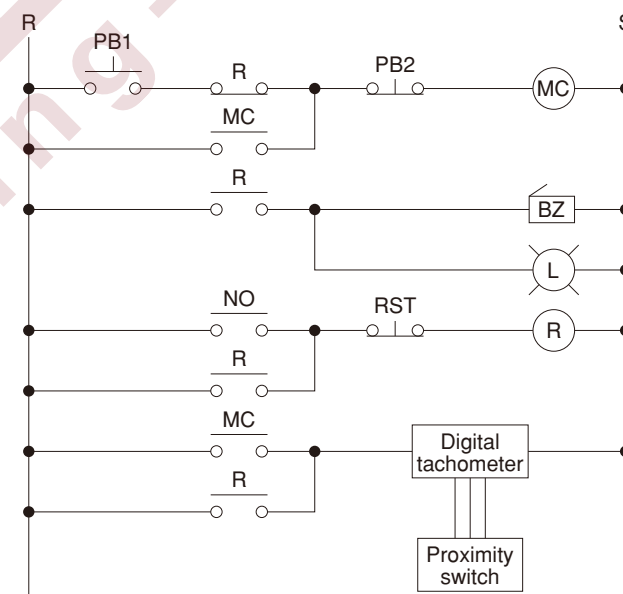 R
S
PB1
R
PB2
MC
MC
R
BZ
L
NO
RST
R
R
MC
Digital
tachometer
R
Proximity
switch